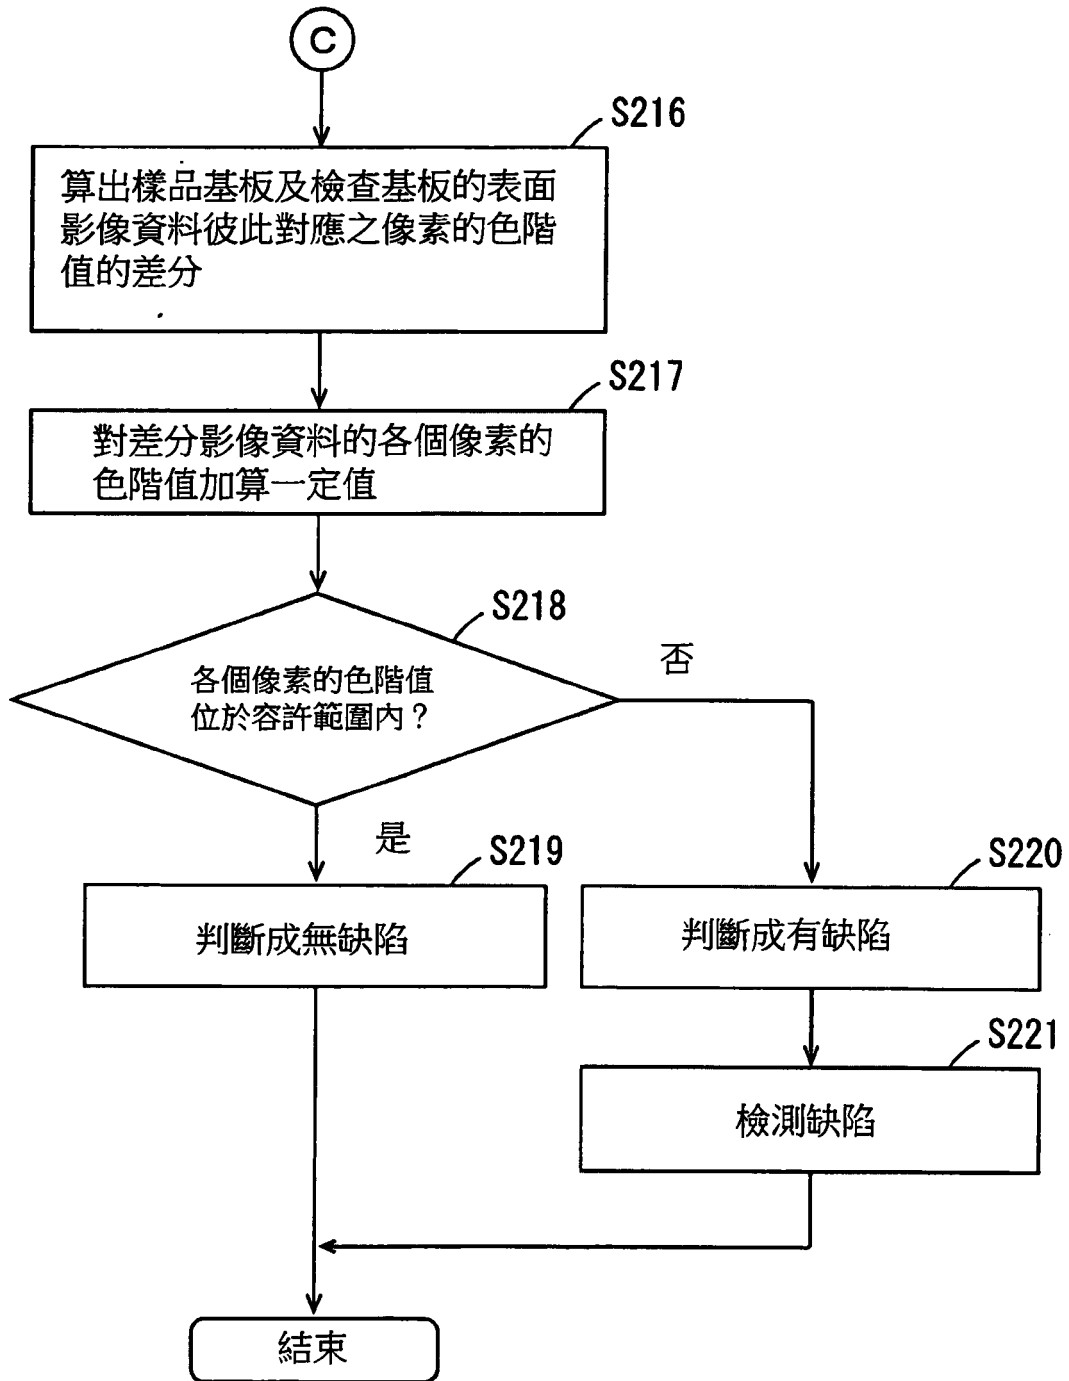 C
S216
算出樣品基板及檢查基板的表面
影像資料彼此對應之像素的色階
值的差分
S217
對差分影像資料的各個像素的
色階值加算一定值
S218
各個像素的色階值
位於容許範圍內？
否
是
S219
判斷成無缺陷
S220
判斷成有缺陷
S221
檢測缺陷
結束